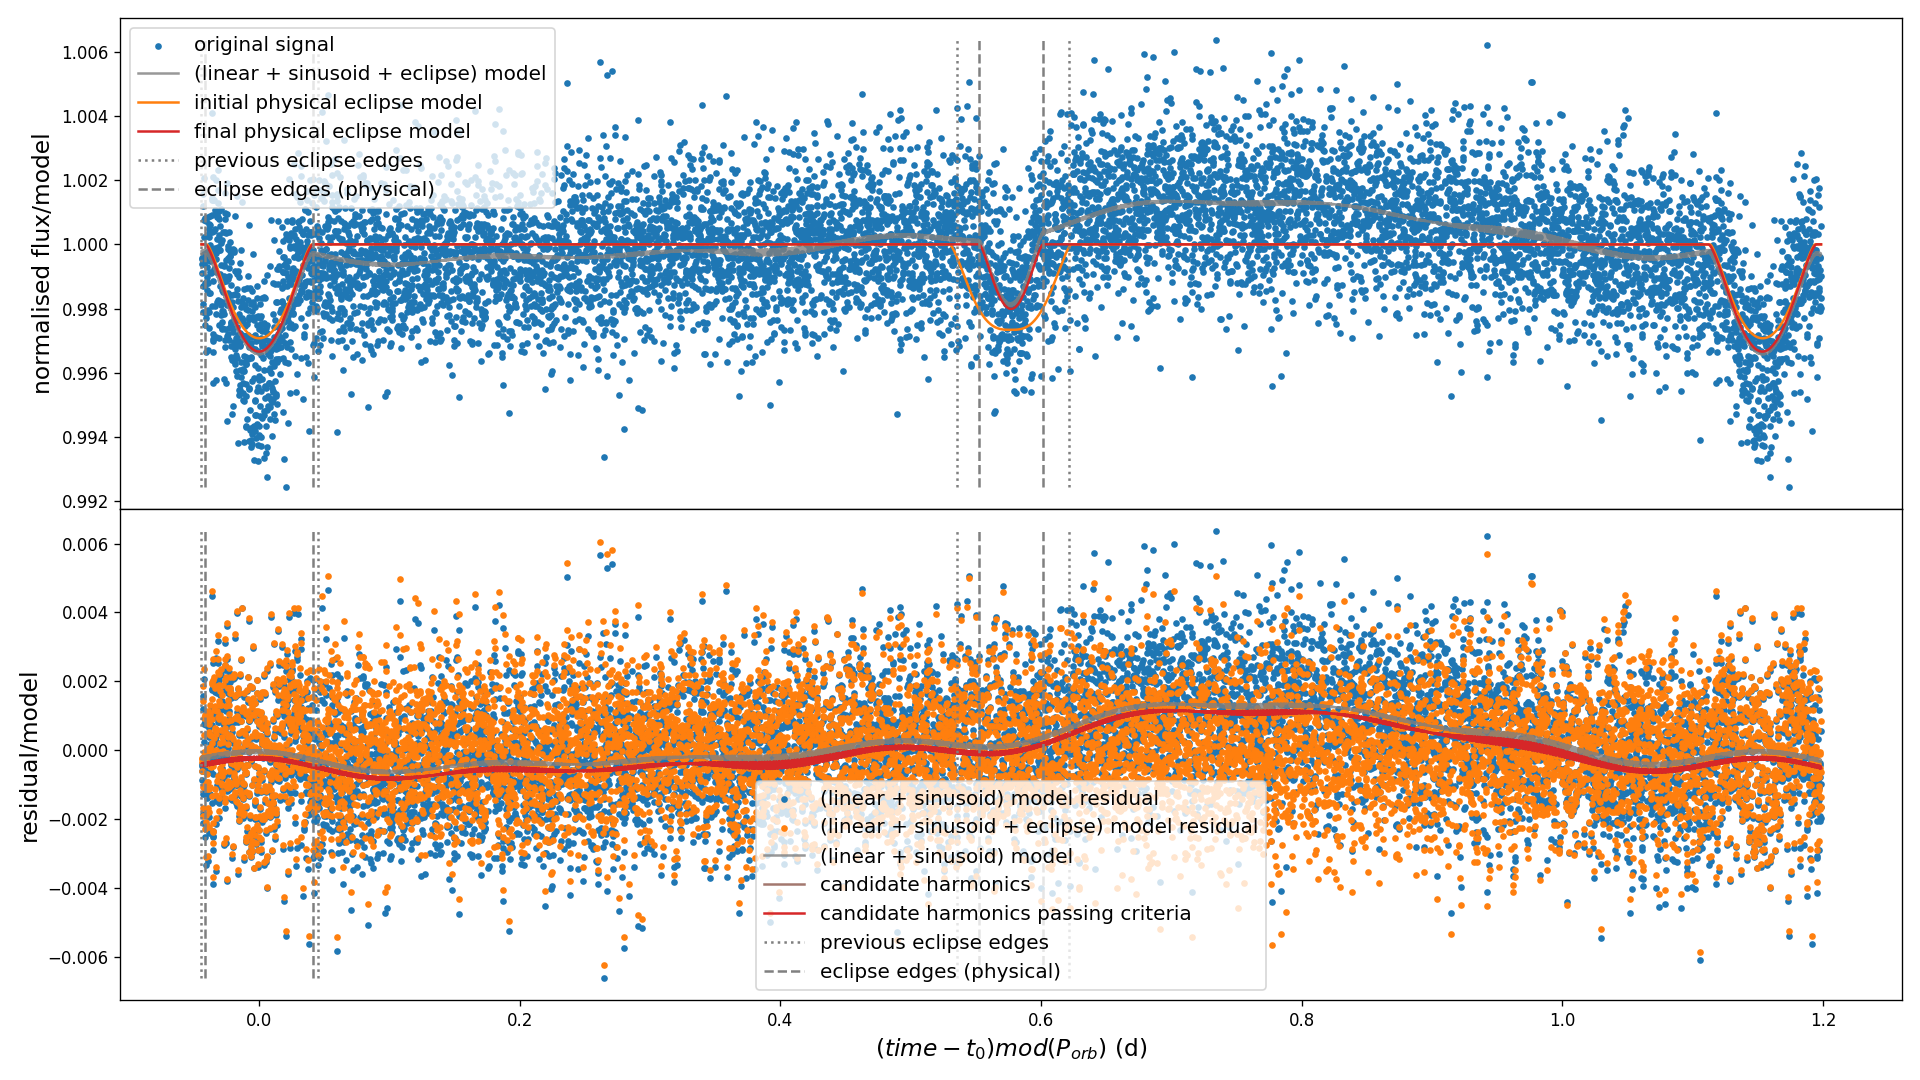 original signal
(linear + sinusoid + eclipse) model
initial physical eclipse model
final physical eclipse model
previous eclipse edges
eclipse edges (physical)
normalised flux/model
1.006
1.004
1.002
1.000
0.998
0.996
0.994
0.992
(linear + sinusoid) model residual
(linear + sinusoid + eclipse) model residual
(linear + sinusoid) model
candidate harmonics
candidate harmonics passing criteria
previous eclipse edges
eclipse edges (physical)
residual/model
0.006
0.004
0.002
0.000
−0.002
−0.004
−0.006
0.0 0.2 0.4 0.6 0.8 1.0 1.2
(time − t₀)mod(Pₒᵣb) (d)